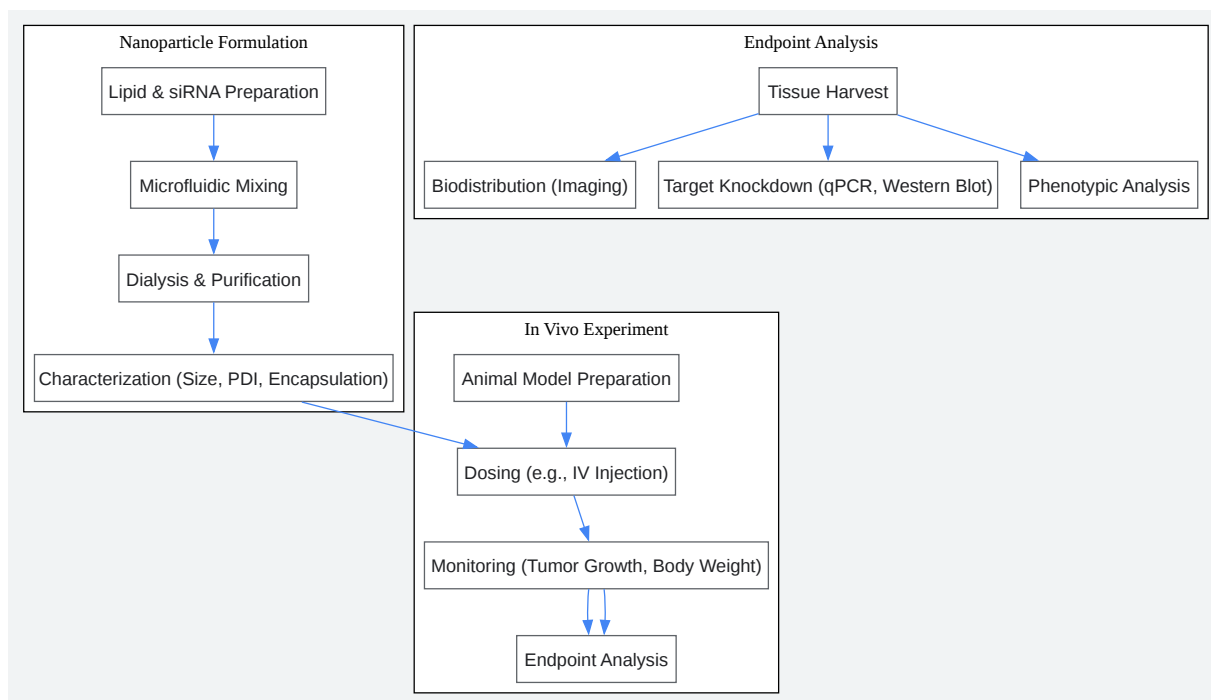 Nanoparticle Formulation
Lipid & siRNA Preparation
Microfluidic Mixing
Dialysis & Purification
Characterization (Size, PDI, Encapsulation)
Endpoint Analysis
Tissue Harvest
Biodistribution (Imaging)
Target Knockdown (qPCR, Western Blot)
Phenotypic Analysis
In Vivo Experiment
Animal Model Preparation
Dosing (e.g., IV Injection)
Monitoring (Tumor Growth, Body Weight)
Endpoint Analysis